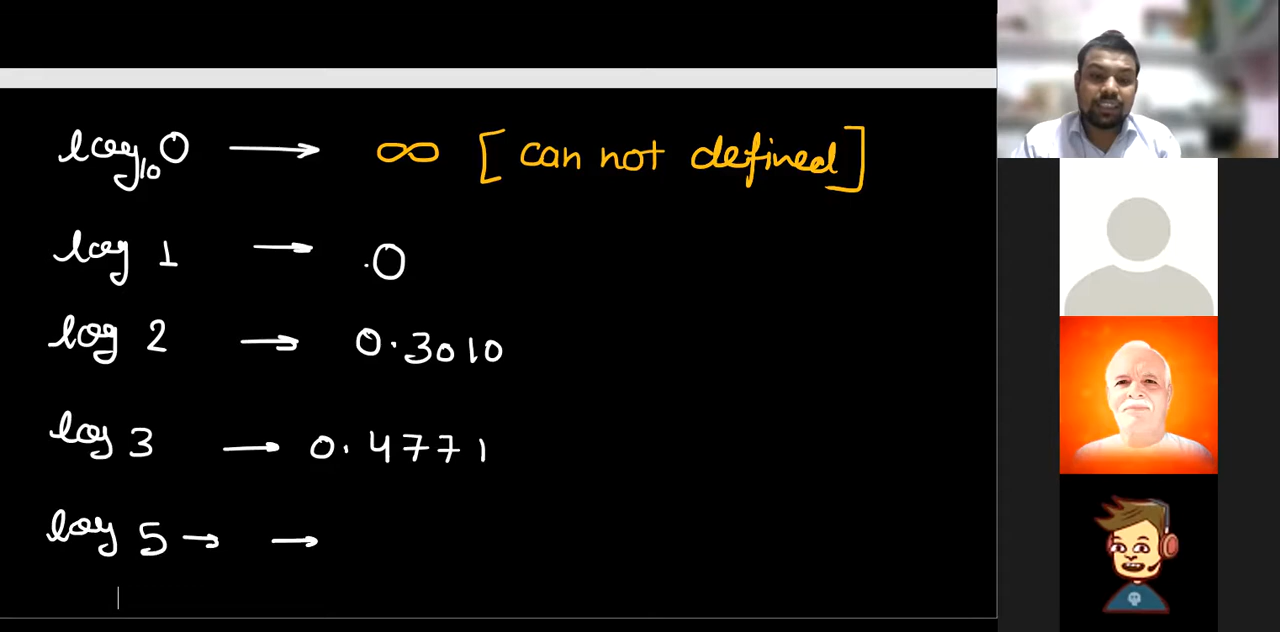 log₁₀0 → ∞ [can not defined]
log 1 → .0
log 2 → 0.3010
log 3 → 0.4771
log 5 → →